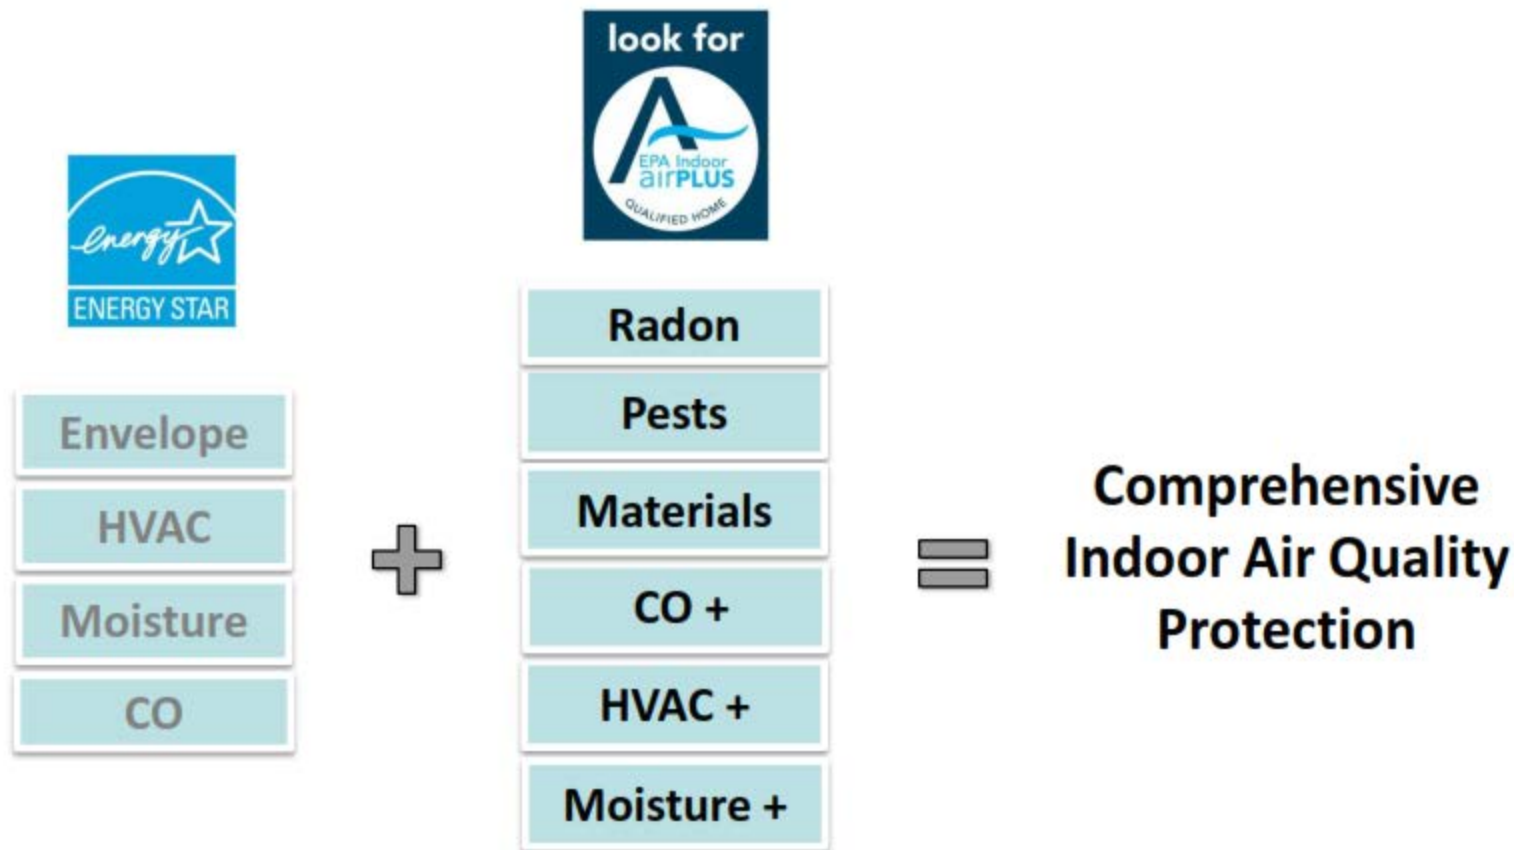 energy
ENERGY STAR
Envelope
HVAC
Moisture
CO
look for
EPA Indoor
airPLUS
QUALIFIED HOME
Radon
Pests
Materials
CO +
HVAC +
Moisture +
Comprehensive
Indoor Air Quality
Protection